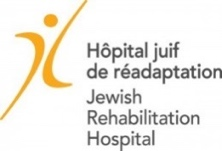 Hôpital juif
de réadaptation
Jewish
Rehabilitation
Hospital